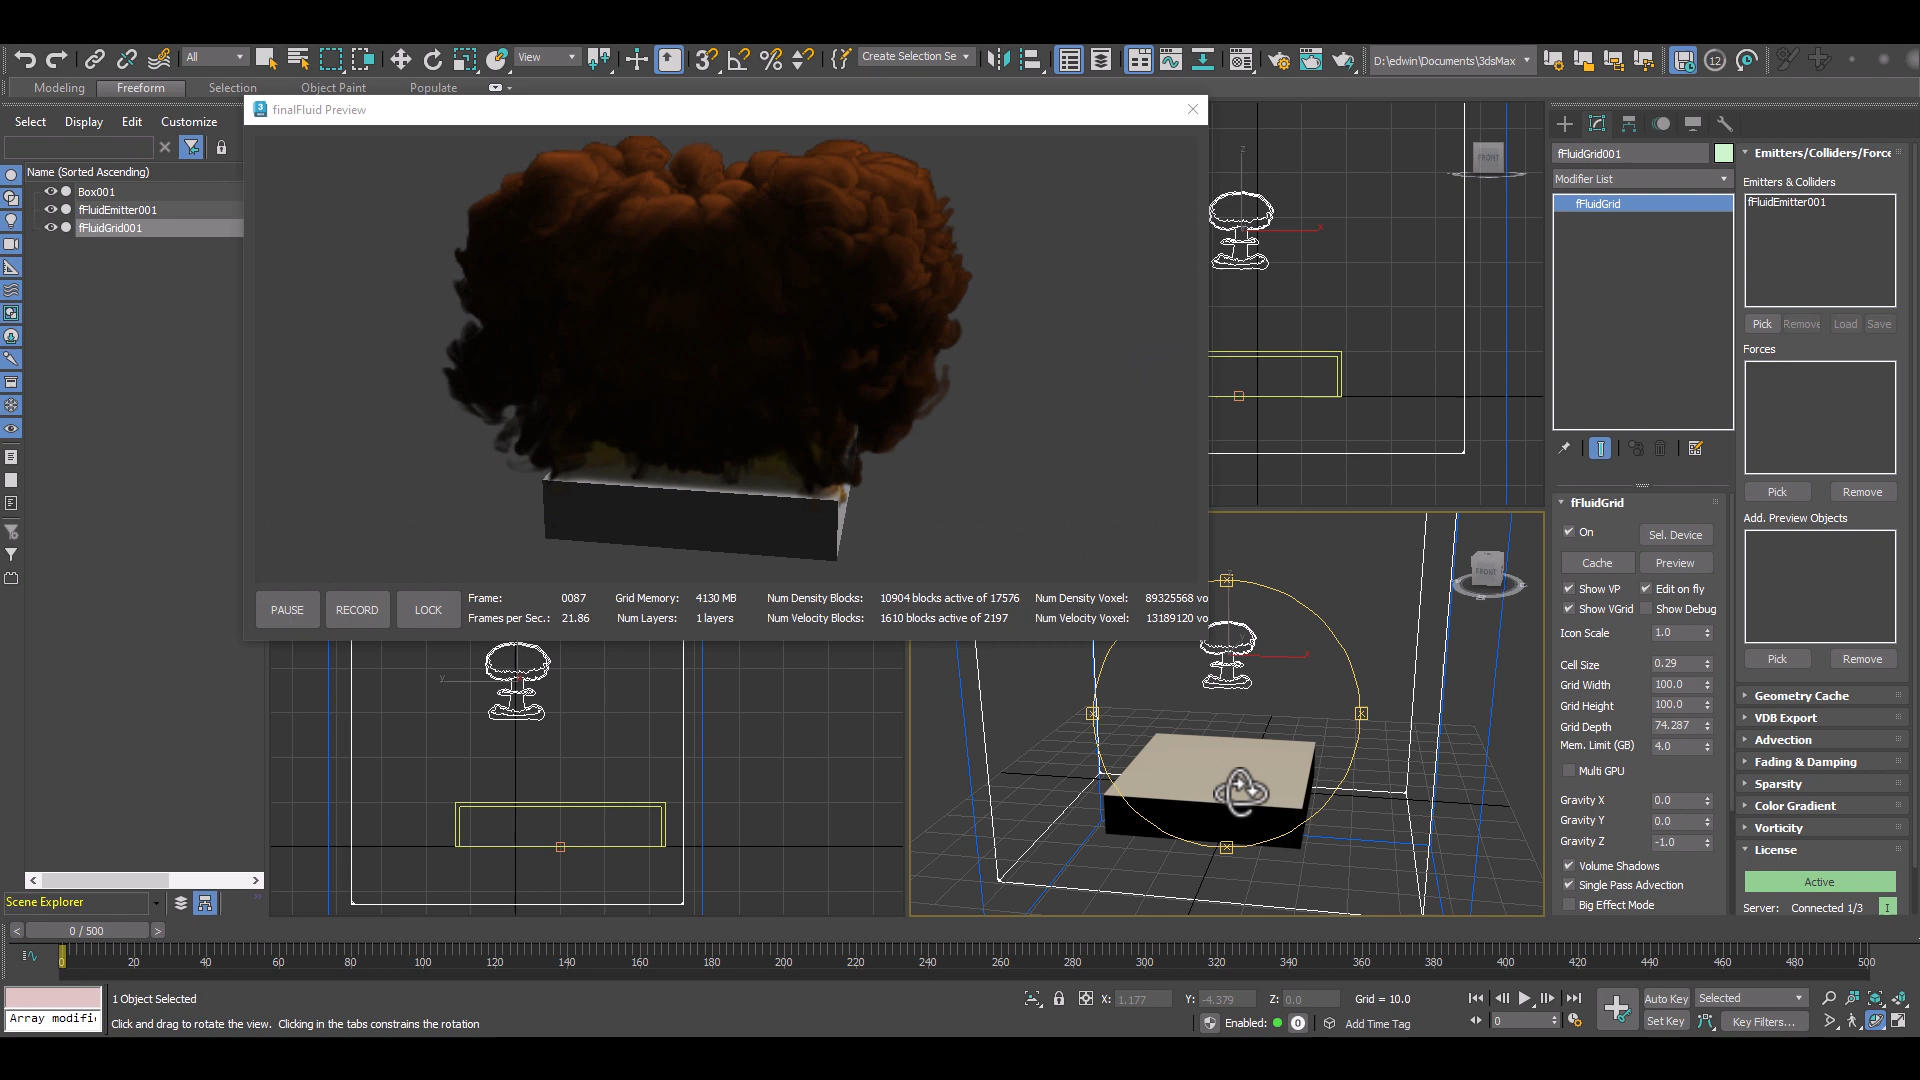 All
View
Create Selection Se
D:\edwin\Documents\3dsMax
12
Modeling
Freeform
Selection
Object Paint
Populate
Select
Display
Edit
Customize
Name (Sorted Ascending)
Box001
fFluidEmitter001
fFluidGrid001
finalFluid Preview
PAUSE
RECORD
LOCK
Frame: 0087
Frames per Sec.: 21.86
Grid Memory: 4130 MB
Num Layers: 1 layers
Num Density Blocks: 10904 blocks active of 17576
Num Velocity Blocks: 1610 blocks active of 2197
Num Density Voxel: 89325568 vo
Num Velocity Voxel: 13189120 vo
FRONT
z
x
y
x
FRONT
fFluidGrid001
Modifier List
fFluidGrid
fFluidGrid
On
Sel. Device
Cache
Preview
Show VP
Edit on fly
Show VGrid
Show Debug
Icon Scale 1.0
Cell Size 0.29
Grid Width 100.0
Grid Height 100.0
Grid Depth 74.287
Mem. Limit (GB) 4.0
Multi GPU
Gravity X 0.0
Gravity Y 0.0
Gravity Z -1.0
Volume Shadows
Single Pass Advection
Big Effect Mode
Emitters/Colliders/Force
Emitters & Colliders
fFluidEmitter001
Pick
Remove
Load
Save
Forces
Pick
Remove
Add. Preview Objects
Pick
Remove
Geometry Cache
VDB Export
Advection
Fading & Damping
Sparsity
Color Gradient
Vorticity
License
Active
Server: Connected 1/3
I
Scene Explorer
0 / 500
0 20 40 60 80 100 120 140 160 180 200 220 240 260 280 300 320 340 360 380 400 420 440 460 480 500
Array modifi
1 Object Selected
Click and drag to rotate the view. Clicking in the tabs constrains the rotation
X: 1.177
Y: -4.379
Z: 0.0
Grid = 10.0
Enabled:
0
Add Time Tag
0
Auto Key
Selected
Set Key
Key Filters...